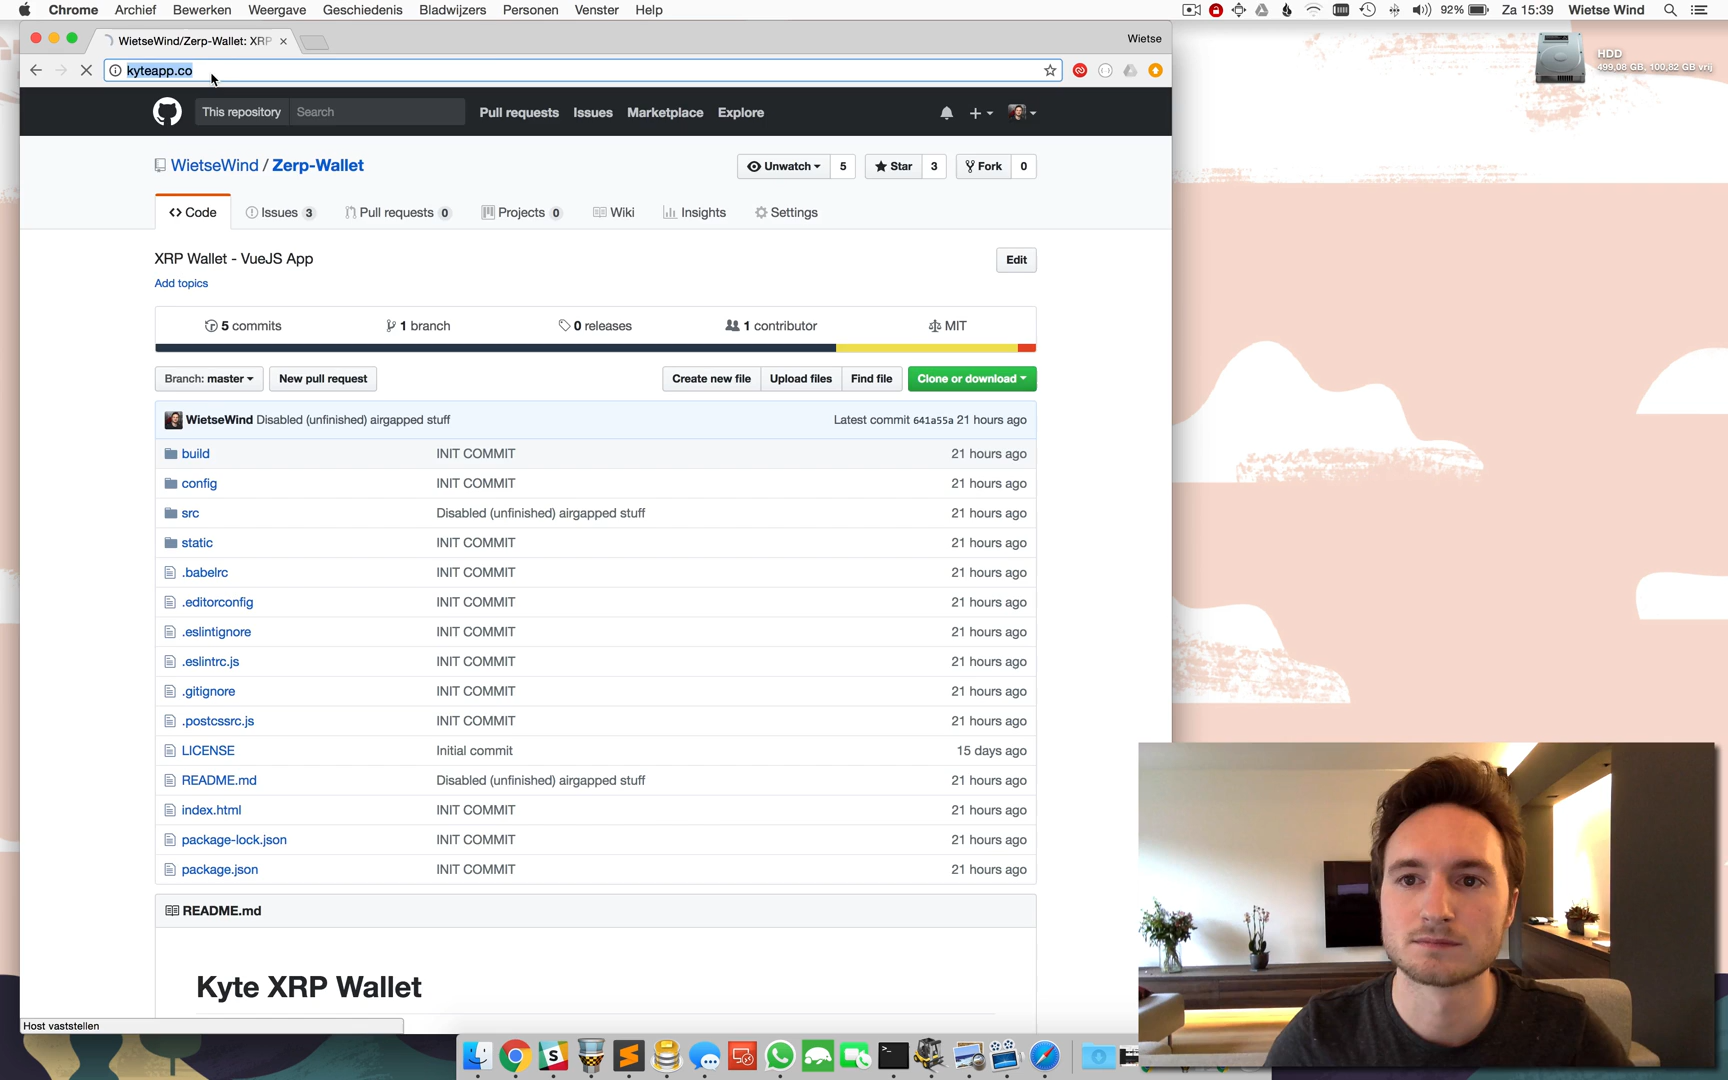 Chrome Archief Bewerken Weergave Geschiedenis Bladwijzers Personen Venster Help 92% Za 15:39 Wietse Wind
WietseWind/Zerp-Wallet: XRP Wietse
kyteapp.co
HDD
499,08 GB, 100,82 GB vrij
This repository Search Pull requests Issues Marketplace Explore
WietseWind / Zerp-Wallet Unwatch 5 Star 3 Fork 0
Code Issues 3 Pull requests 0 Projects 0 Wiki Insights Settings
XRP Wallet - VueJS App Edit
Add topics
5 commits 1 branch 0 releases 1 contributor MIT
Branch: master New pull request Create new file Upload files Find file Clone or download
WietseWind Disabled (unfinished) airgapped stuff Latest commit 641a55a 21 hours ago
build INIT COMMIT 21 hours ago
config INIT COMMIT 21 hours ago
src Disabled (unfinished) airgapped stuff 21 hours ago
static INIT COMMIT 21 hours ago
.babelrc INIT COMMIT 21 hours ago
.editorconfig INIT COMMIT 21 hours ago
.eslintignore INIT COMMIT 21 hours ago
.eslintrc.js INIT COMMIT 21 hours ago
.gitignore INIT COMMIT 21 hours ago
.postcssrc.js INIT COMMIT 21 hours ago
LICENSE Initial commit 15 days ago
README.md Disabled (unfinished) airgapped stuff 21 hours ago
index.html INIT COMMIT 21 hours ago
package-lock.json INIT COMMIT 21 hours ago
package.json INIT COMMIT 21 hours ago
README.md
Kyte XRP Wallet
Host vaststellen